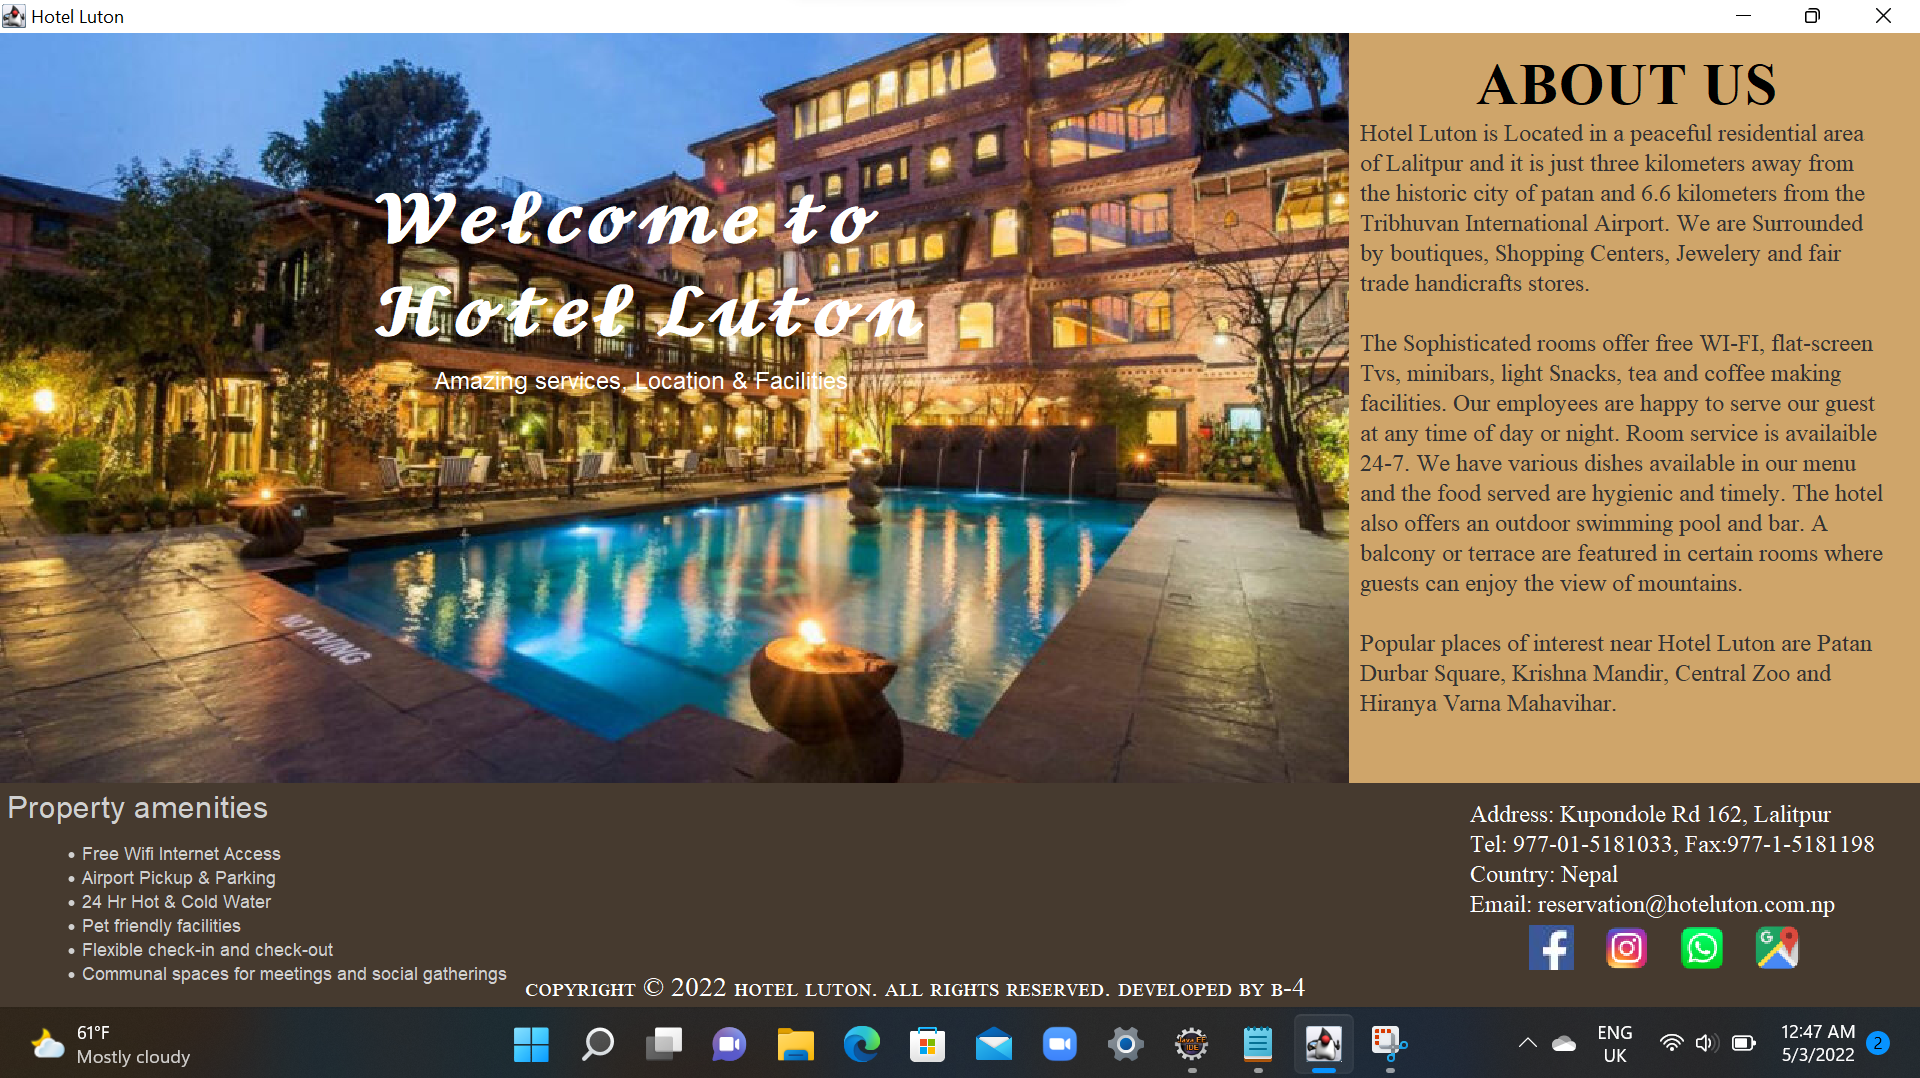 Hotel Luton
Welcome to
Hotel Luton
Amazing services, Location & Facilities
NO DIVING
ABOUT US
Hotel Luton is Located in a peaceful residential area
of Lalitpur and it is just three kilometers away from
the historic city of patan and 6.6 kilometers from the
Tribhuvan International Airport. We are Surrounded
by boutiques, Shopping Centers, Jewelery and fair
trade handicrafts stores.
The Sophisticated rooms offer free WI-FI, flat-screen
Tvs, minibars, light Snacks, tea and coffee making
facilities. Our employees are happy to serve our guest
at any time of day or night. Room service is availaible
24-7. We have various dishes available in our menu
and the food served are hygienic and timely. The hotel
also offers an outdoor swimming pool and bar. A
balcony or terrace are featured in certain rooms where
guests can enjoy the view of mountains.
Popular places of interest near Hotel Luton are Patan
Durbar Square, Krishna Mandir, Central Zoo and
Hiranya Varna Mahavihar.
Property amenities
• Free Wifi Internet Access
• Airport Pickup & Parking
• 24 Hr Hot & Cold Water
• Pet friendly facilities
• Flexible check-in and check-out
• Communal spaces for meetings and social gatherings
COPYRIGHT © 2022 HOTEL LUTON. ALL RIGHTS RESERVED. DEVELOPED BY B-4
Address: Kupondole Rd 162, Lalitpur
Tel: 977-01-5181033, Fax:977-1-5181198
Country: Nepal
Email: reservation@hoteluton.com.np
G
61°F
Mostly cloudy
Java EE
IDE
ENG
UK
12:47 AM
5/3/2022
2